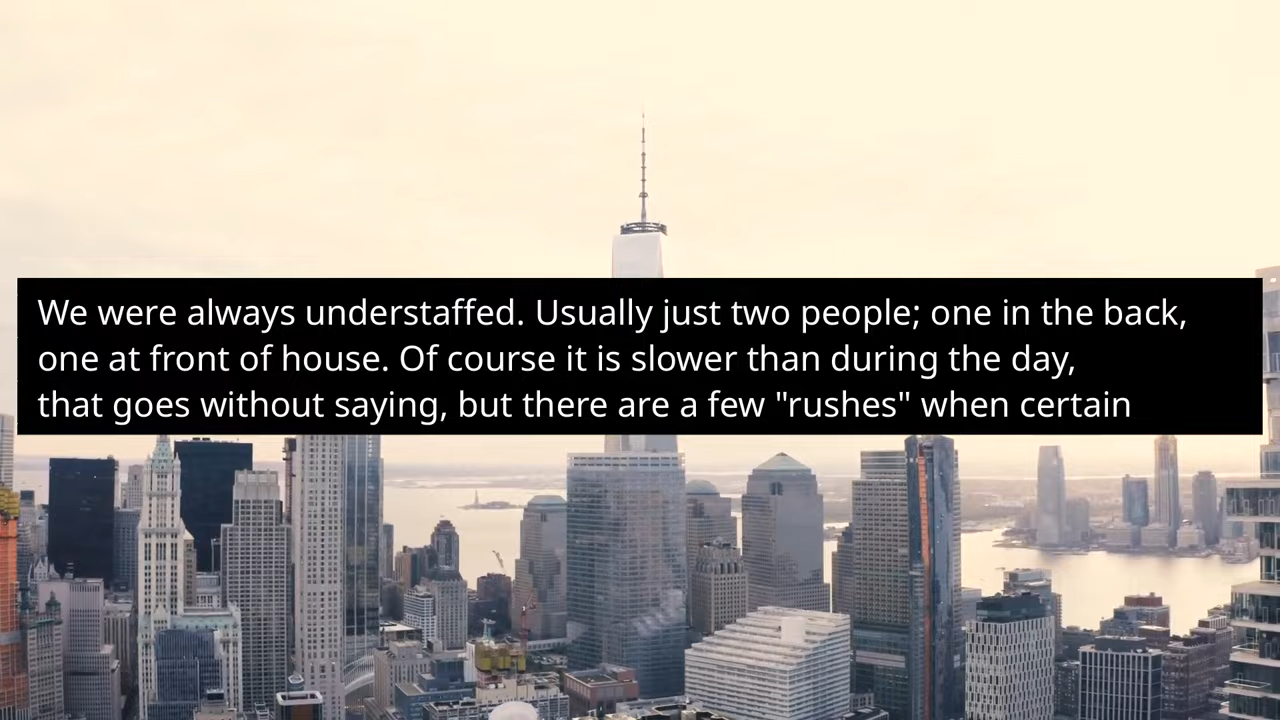 We were always understaffed. Usually just two people; one in the back,
one at front of house. Of course it is slower than during the day,
that goes without saying, but there are a few "rushes" when certain